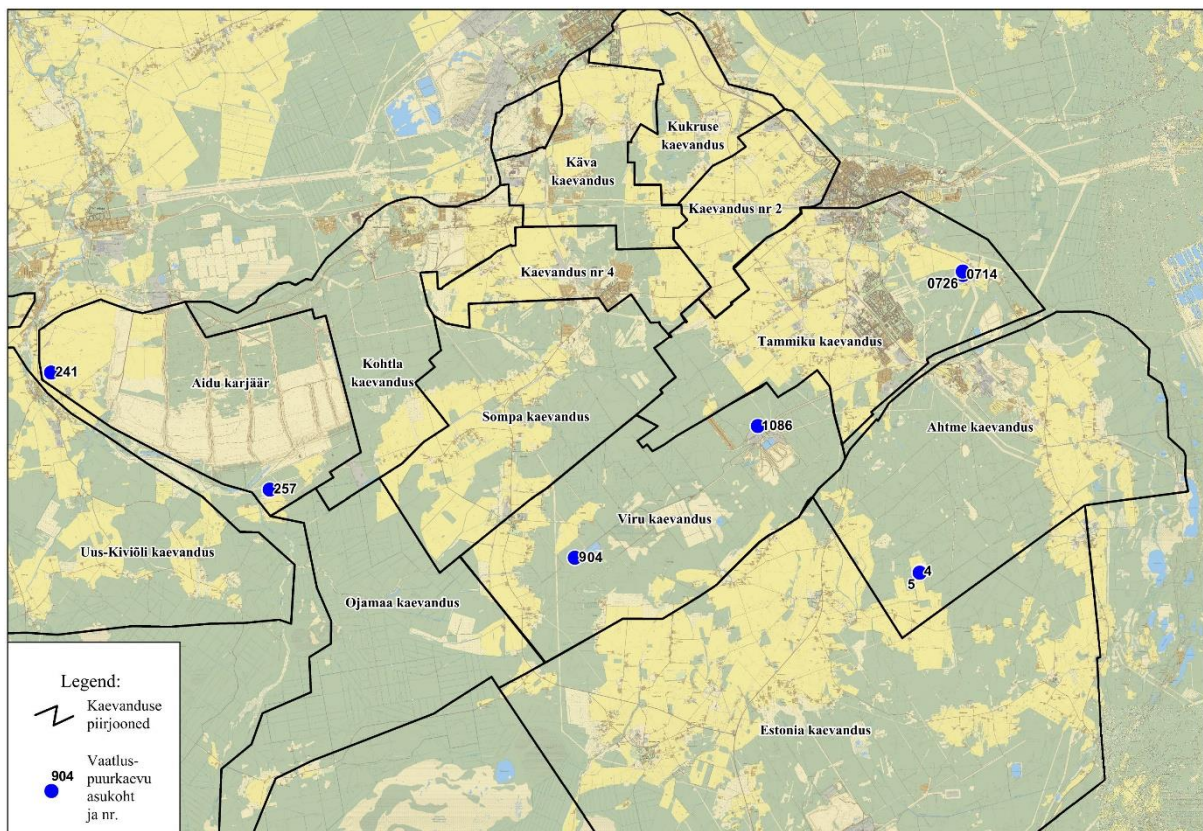 Kukruse
kaevandus
Käva
kaevandus
Kaevandus nr 2
Kaevandus nr 4
0714
0726
Tammiku kaevandus
241
Aidu karjäär
Kohtla
kaevandus
Sompa kaevandus
1086
Ahtme kaevandus
257
Viru kaevandus
904
4
5
Uus-Kiviõli kaevandus
Ojamaa kaevandus
Estonia kaevandus
Legend:
Kaevanduse
piirjooned
904
Vaatlus-
puurkaevu
asukoht
ja nr.